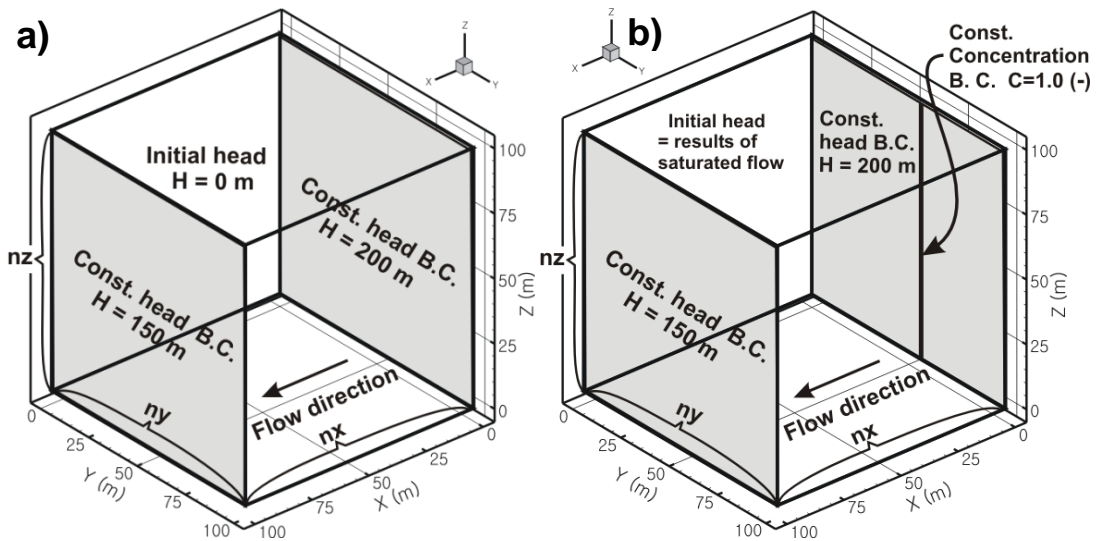 a)
Z
X
Y
Initial head
H = 0 m
Const. head B.C.
H = 200 m
Const. head B.C.
H = 150 m
nz
ny
nx
Flow direction
0
25
50
75
100
Y (m)
100
75
50
25
0
X (m)
100
75
50
25
0
Z (m)
b)
Z
X
Y
Const.
Concentration
B. C. C=1.0 (-)
Initial head
= results of
saturated flow
Const.
head B.C.
H = 200 m
Const. head B.C.
H = 150 m
nz
ny
nx
Flow direction
0
25
50
75
100
Y (m)
100
75
50
25
0
X (m)
100
75
50
25
0
Z (m)